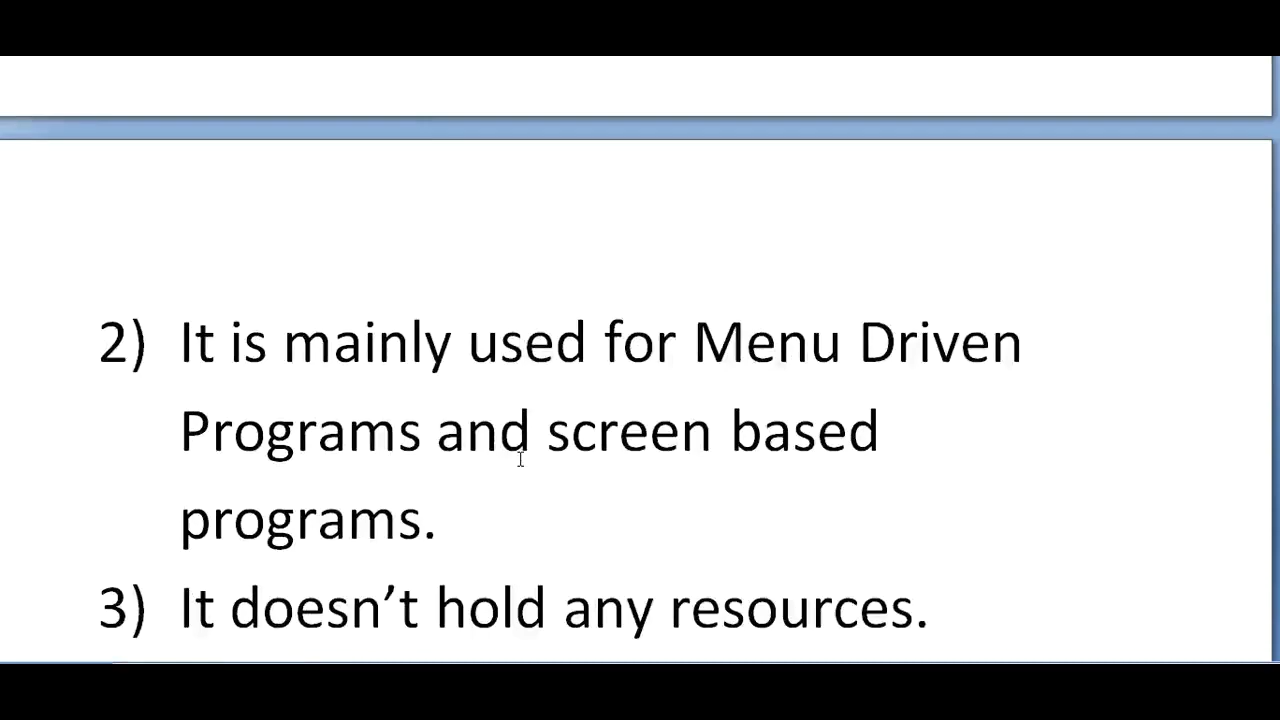 2) It is mainly used for Menu Driven
Programs and screen based
programs.
3) It doesn’t hold any resources.